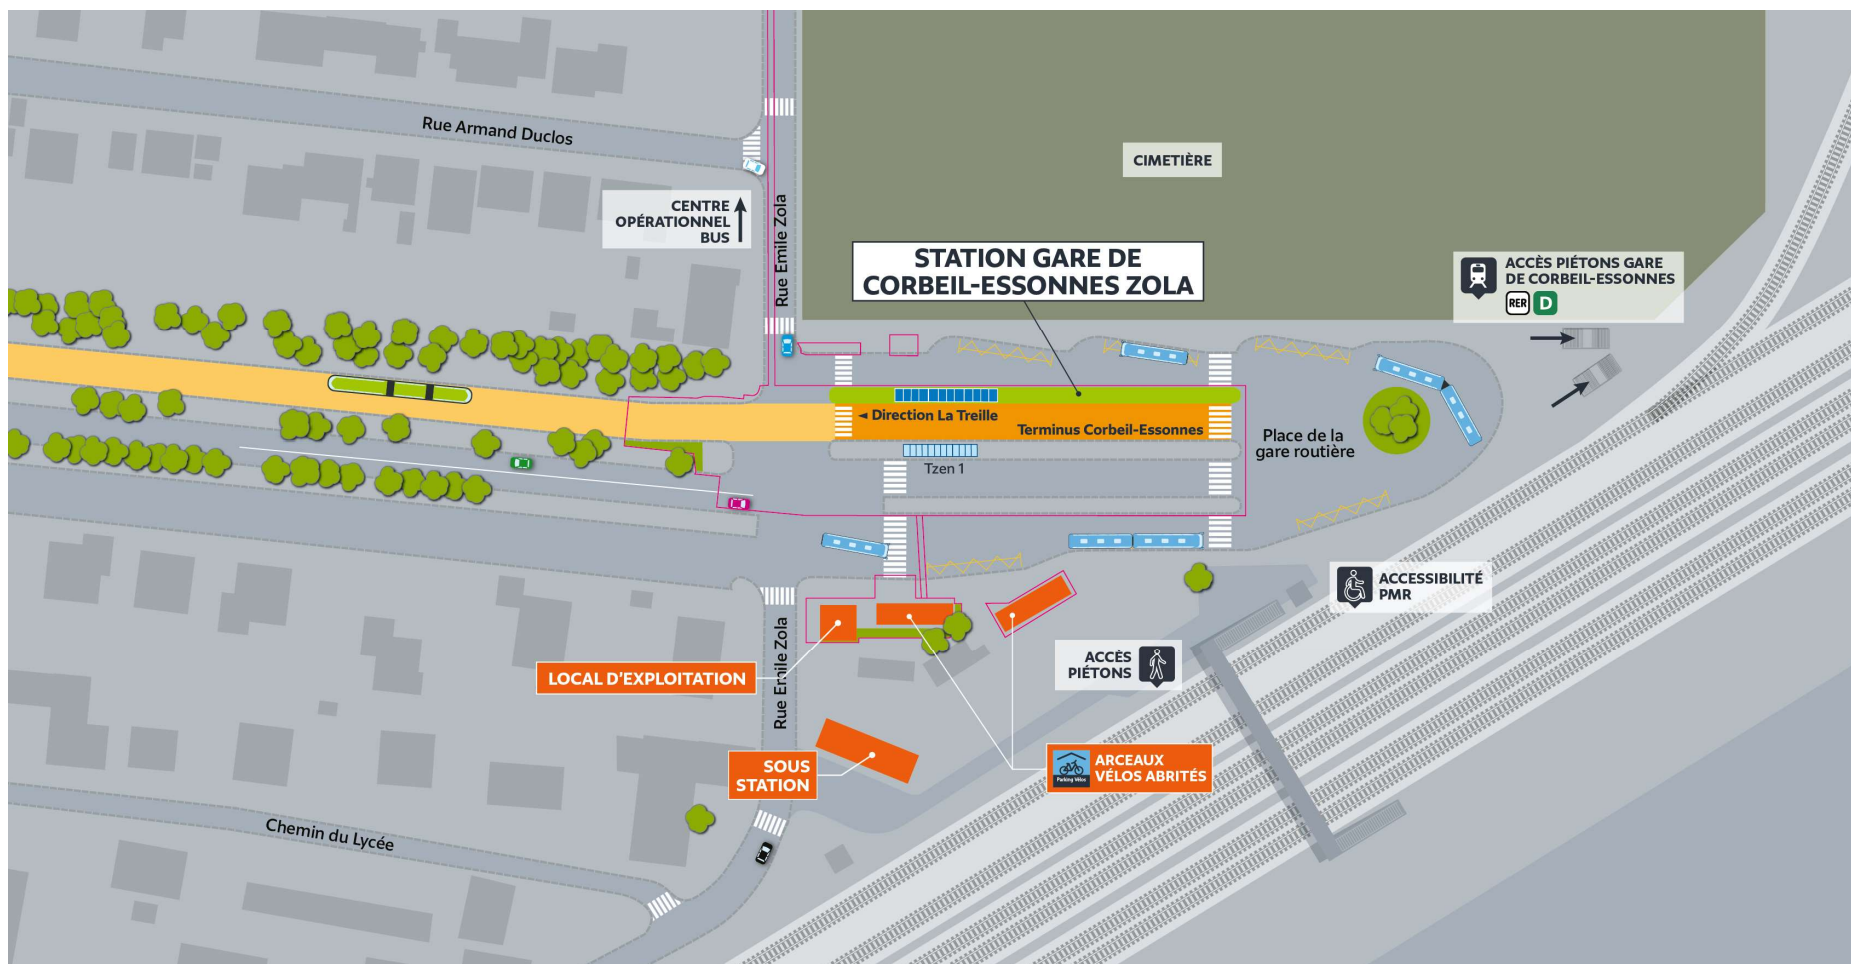 Rue Armand Duclos
CIMETIÈRE
CENTRE
OPÉRATIONNEL
BUS
Rue Emile Zola
STATION GARE DE
CORBEIL-ESSONNES ZOLA
ACCÈS PIÉTONS GARE
DE CORBEIL-ESSONNES
RER D
◄ Direction La Treille
Terminus Corbeil-Essonnes
Place de la
gare routière
Tzen 1
ACCESSIBILITÉ
PMR
ACCÈS
PIÉTONS
LOCAL D'EXPLOITATION
Rue Emile Zola
SOUS
STATION
Parking Vélos
ARCEAUX
VÉLOS ABRITÉS
Chemin du Lycée